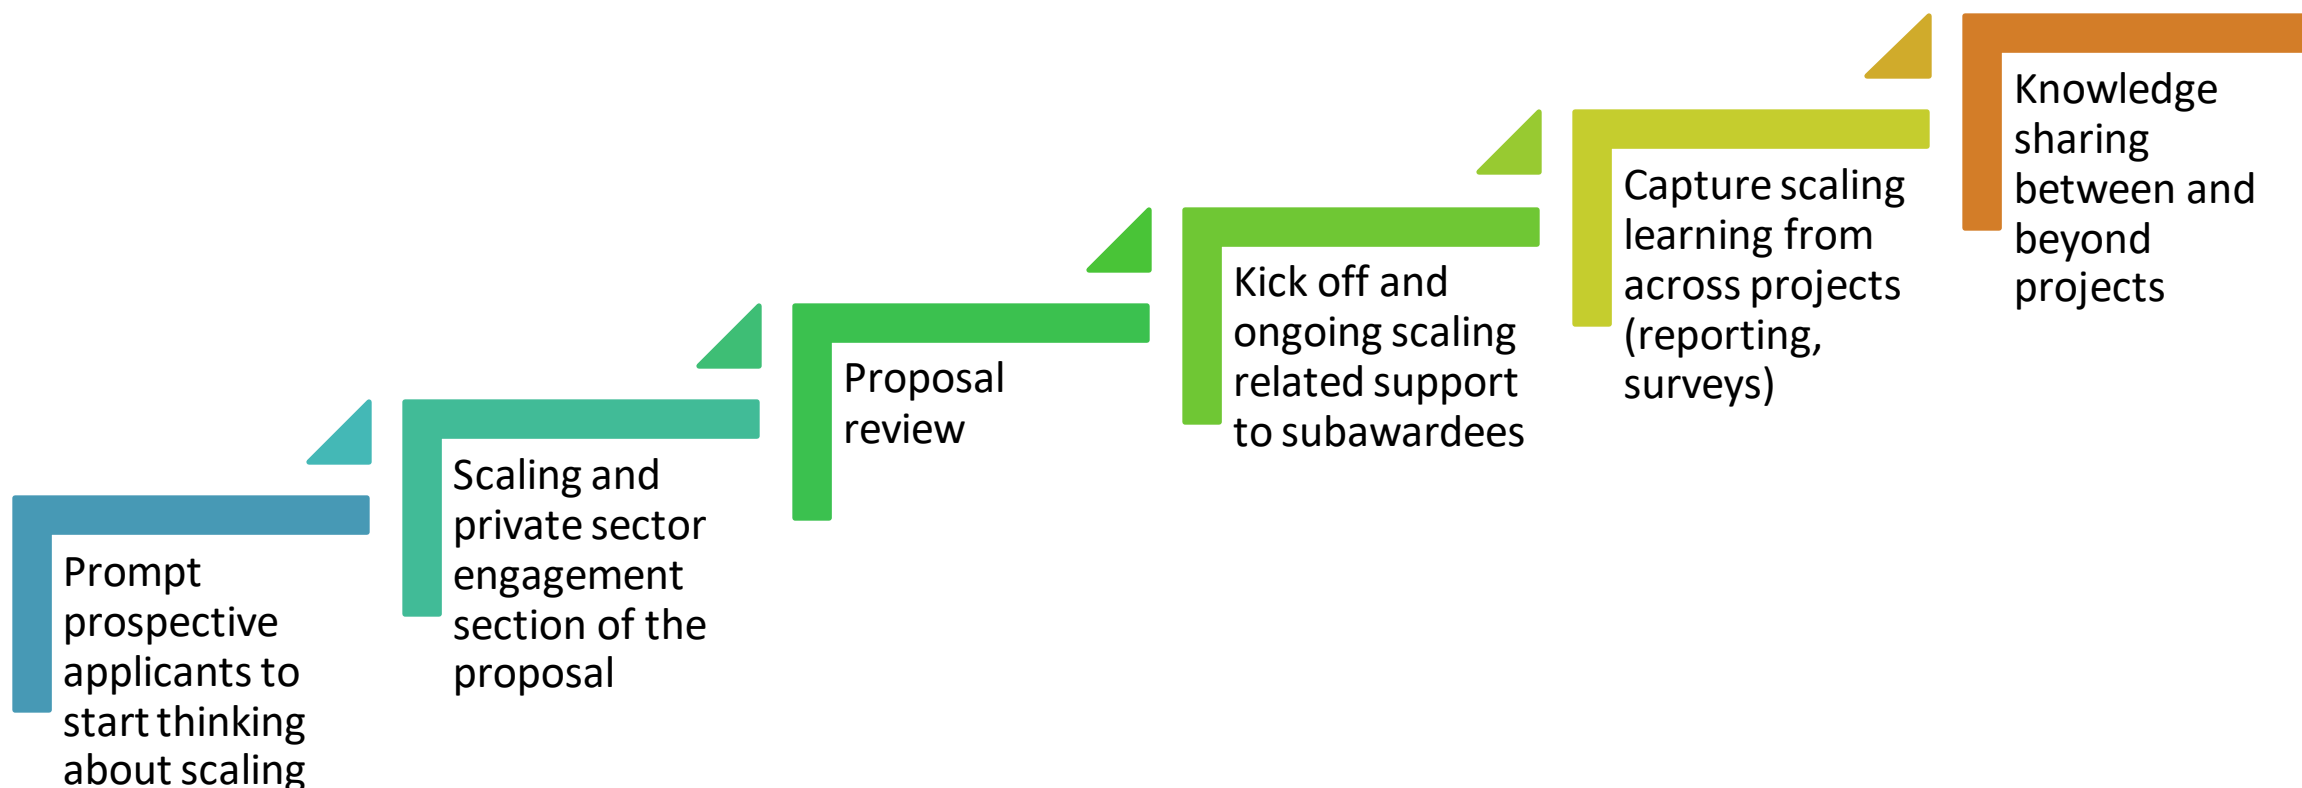 Prompt
prospective
applicants to
start thinking
about scaling
Scaling and
private sector
engagement
section of the
proposal
Proposal
review
Kick off and
ongoing scaling
related support
to subawardees
Capture scaling
learning from
across projects
(reporting,
surveys)
Knowledge
sharing
between and
beyond
projects